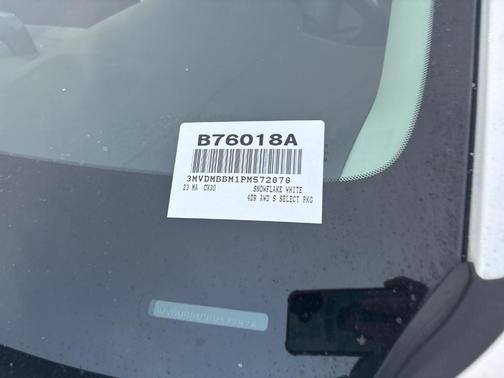 B76018A
3MVDMBBM1PM572878
23 MA CX30 SNOWFLAKE WHITE
4DR AWD S SELECT PKG